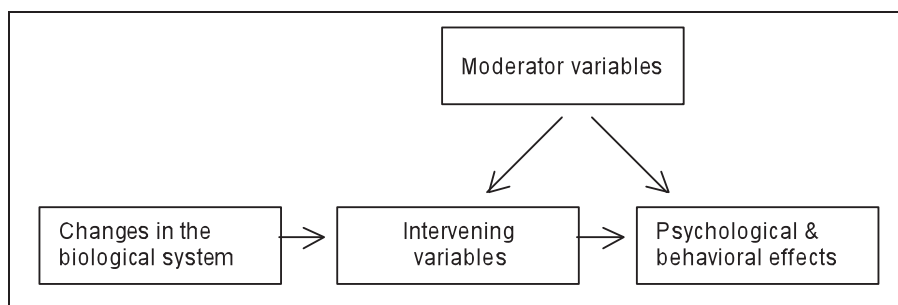 Moderator variables
Changes in the
biological system
Intervening
variables
Psychological &
behavioral effects